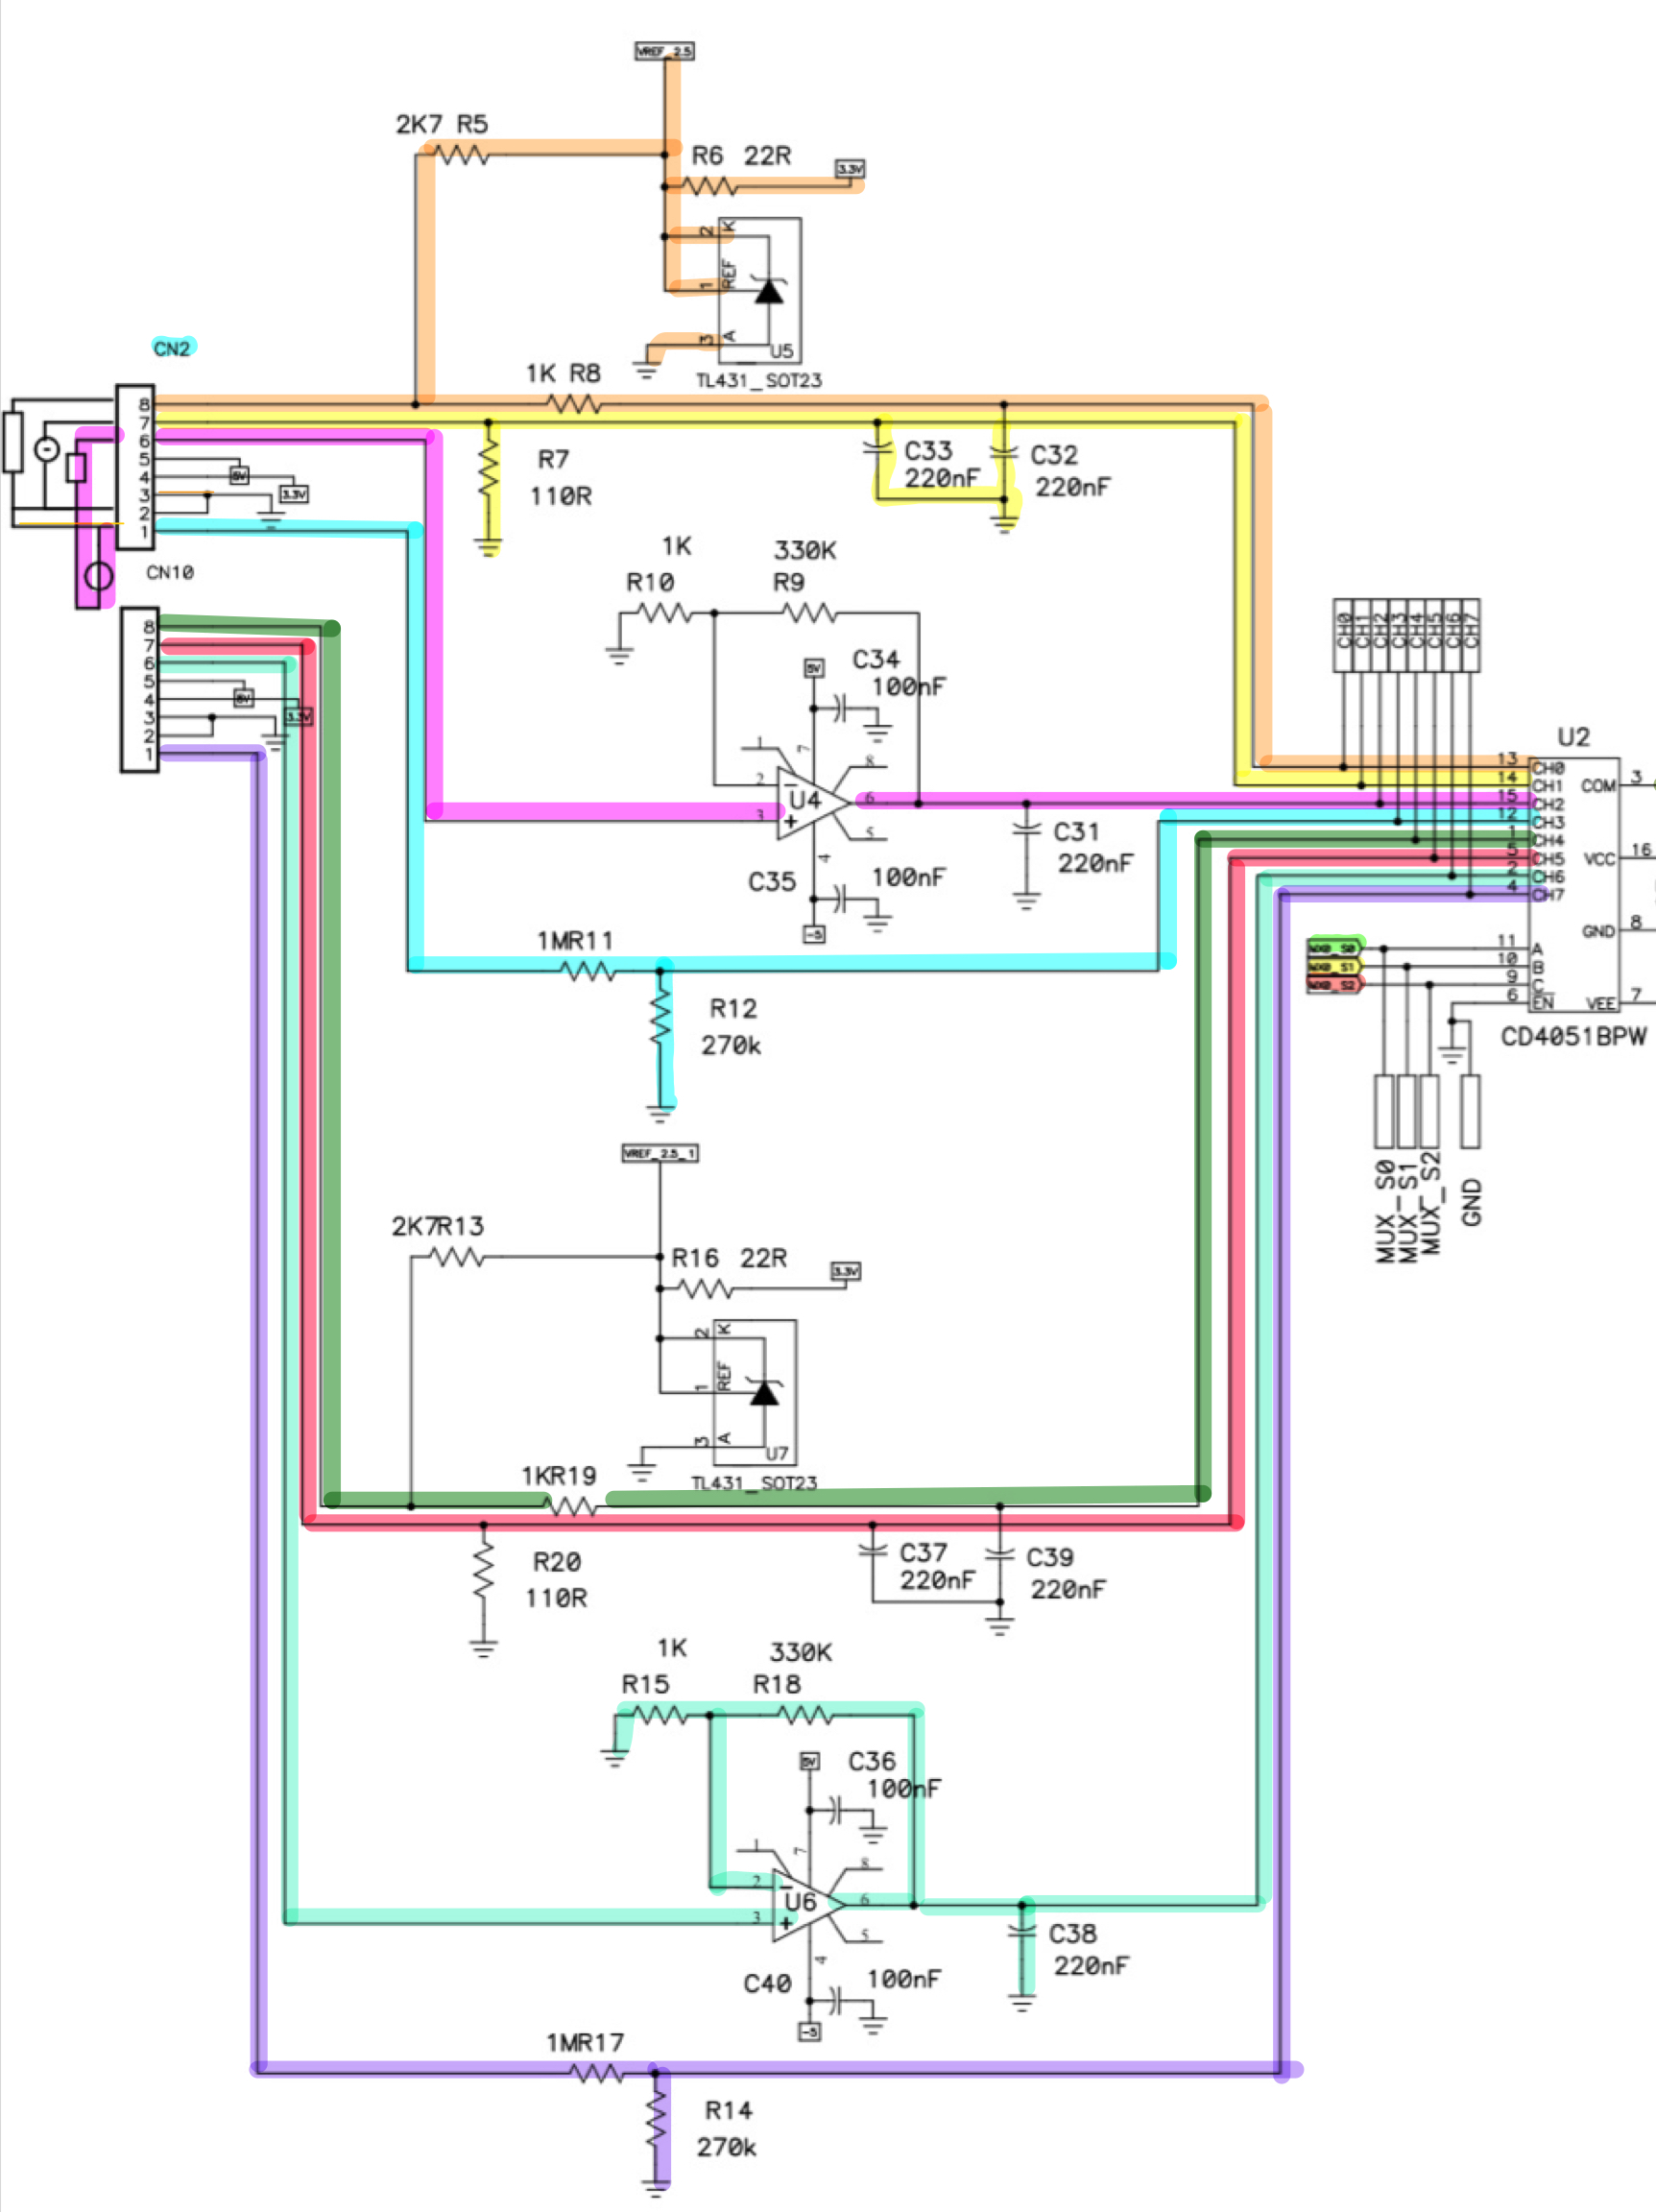 VREF_2.5
2K7 R5
R6 22R
3.3V
2
K
1
REF
3
A
U5
TL431_SOT23
CN2
1K R8
8
7
6
5
4
3
2
1
5V
3.3V
R7
110R
C33
220nF
C32
220nF
CN10
1K
330K
R10
R9
8
7
6
5
4
3
2
1
5V
3.3V
5V
C34
100nF
1
7
8
2
U4
6
3
5
4
C35
100nF
-5
C31
220nF
CH0
CH1
CH2
CH3
CH4
CH5
CH6
CH7
U2
13 CH0
14 CH1
COM 3
15 CH2
12 CH3
1 CH4
5 CH5
VCC 16
2 CH6
4 CH7
GND 8
MX0_S0
11 A
MX0_S1
10 B
MX0_S2
9 C
6 EN
VEE 7
CD4051BPW
MUX_S0
MUX_S1
MUX_S2
GND
1MR11
R12
270k
VREF_2.5_1
2K7R13
R16 22R
3.3V
2
K
1
REF
3
A
U7
TL431_SOT23
1KR19
R20
110R
C37
220nF
C39
220nF
1K
330K
R15
R18
5V
C36
100nF
1
7
8
2
U6
6
3
5
4
C38
220nF
C40
100nF
-5
1MR17
R14
270k